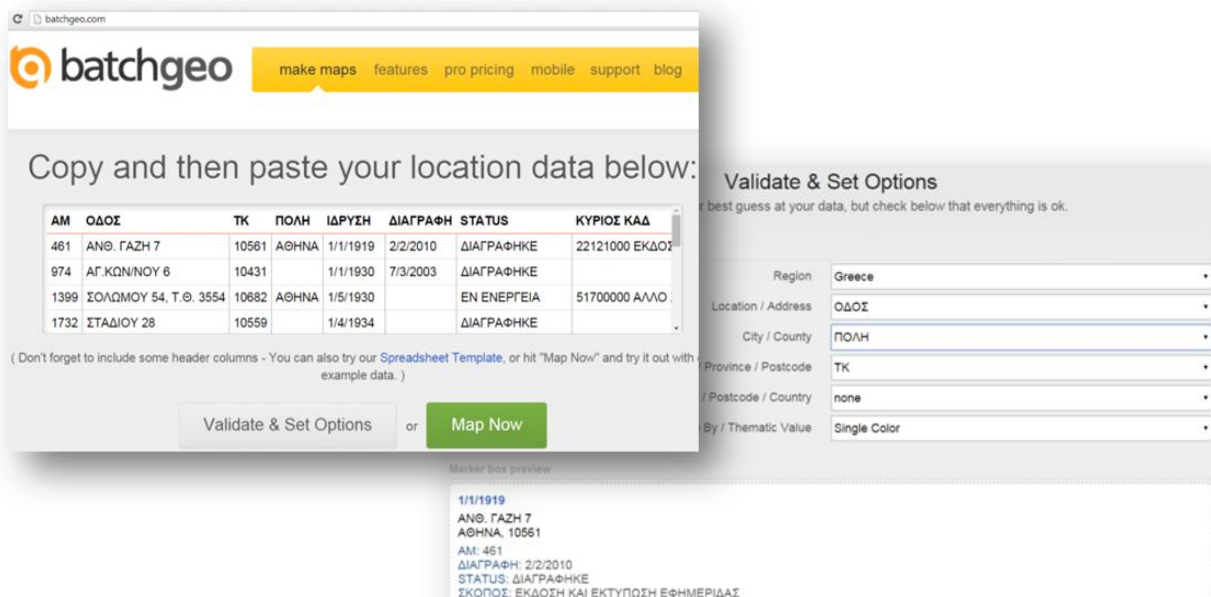 batchgeo.com
batchgeo
make maps features pro pricing mobile support blog
Copy and then paste your location data below:
ΑΜ ΟΔΟΣ ΤΚ ΠΟΛΗ ΙΔΡΥΣΗ ΔΙΑΓΡΑΦΗ STATUS ΚΥΡΙΟΣ ΚΑΔ
461 ΑΝΘ. ΓΑΖΗ 7 10561 ΑΘΗΝΑ 1/1/1919 2/2/2010 ΔΙΑΓΡΑΦΗΚΕ 22121000 ΕΚΔΟΣ
974 ΑΓ.ΚΩΝ/ΝΟΥ 6 10431 1/1/1930 7/3/2003 ΔΙΑΓΡΑΦΗΚΕ
1399 ΣΟΛΩΜΟΥ 54, Τ.Θ. 3554 10682 ΑΘΗΝΑ 1/5/1930 ΕΝ ΕΝΕΡΓΕΙΑ 51700000 ΑΛΛΟ
1732 ΣΤΑΔΙΟΥ 28 10559 1/4/1934 ΔΙΑΓΡΑΦΗΚΕ
( Don't forget to include some header columns - You can also try our Spreadsheet Template, or hit "Map Now" and try it out with
example data. )
Validate & Set Options or Map Now
Validate & Set Options
best guess at your data, but check below that everything is ok.
Region Greece
Location / Address ΟΔΟΣ
City / County ΠΟΛΗ
Province / Postcode ΤΚ
/ Postcode / Country none
By / Thematic Value Single Color
Marker box preview
1/1/1919
ΑΝΘ. ΓΑΖΗ 7
ΑΘΗΝΑ, 10561
ΑΜ: 461
ΔΙΑΓΡΑΦΗ: 2/2/2010
STATUS: ΔΙΑΓΡΑΦΗΚΕ
ΣΚΟΠΟΣ: ΕΚΔΟΣΗ ΚΑΙ ΕΚΤΥΠΩΣΗ ΕΦΗΜΕΡΙΔΑΣ